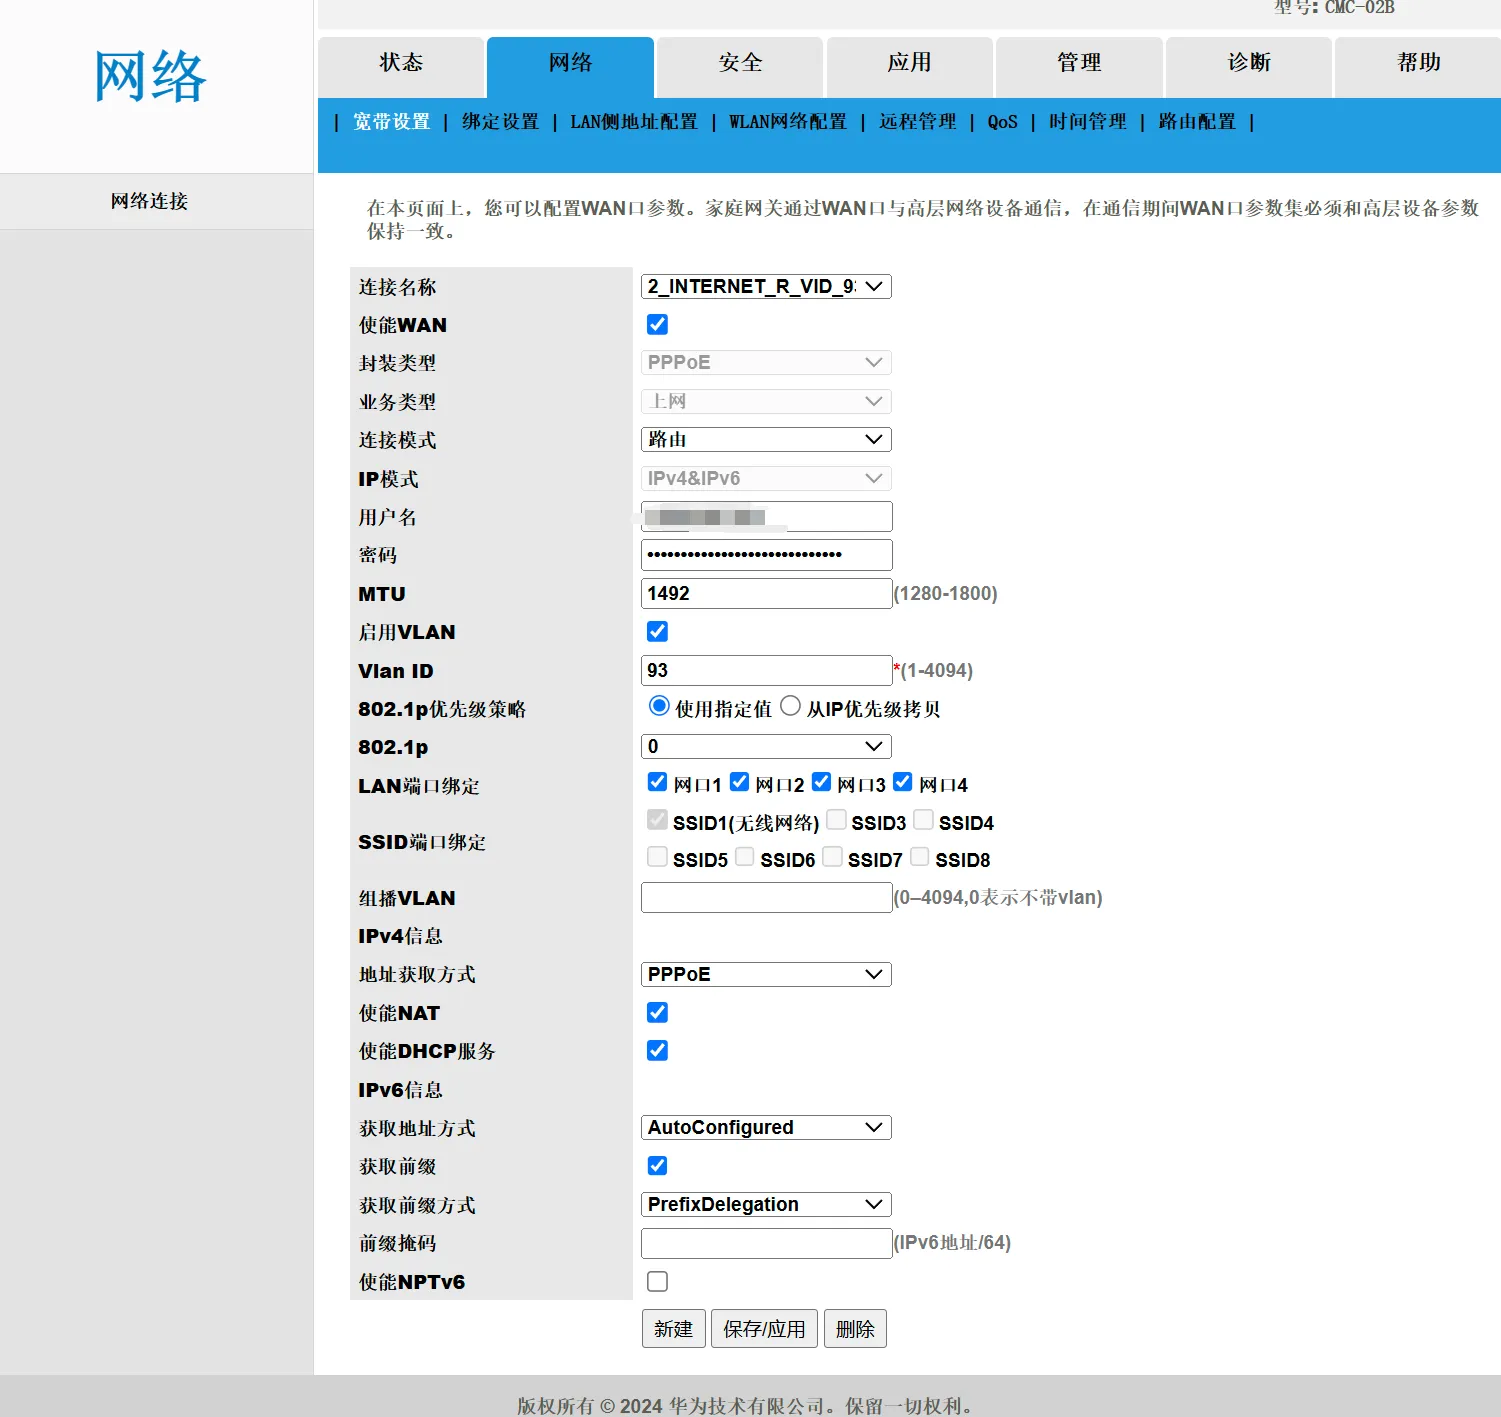 型号: CMC-02B
网络
状态 网络 安全 应用 管理 诊断 帮助
| 宽带设置 | 绑定设置 | LAN侧地址配置 | WLAN网络配置 | 远程管理 | QoS | 时间管理 | 路由配置 |
网络连接
在本页面上，您可以配置WAN口参数。家庭网关通过WAN口与高层网络设备通信，在通信期间WAN口参数集必须和高层设备参数
保持一致。
连接名称 2_INTERNET_R_VID_93
使能WAN
封装类型 PPPoE
业务类型 上网
连接模式 路由
IP模式 IPv4&IPv6
用户名
密码 •••••••••••••••••••••••••••••
MTU 1492 (1280-1800)
启用VLAN
Vlan ID 93 *(1-4094)
802.1p优先级策略 使用指定值 从IP优先级拷贝
802.1p 0
LAN端口绑定 网口1 网口2 网口3 网口4
SSID端口绑定 SSID1(无线网络) SSID3 SSID4
SSID5 SSID6 SSID7 SSID8
组播VLAN (0–4094,0表示不带vlan)
IPv4信息
地址获取方式 PPPoE
使能NAT
使能DHCP服务
IPv6信息
获取地址方式 AutoConfigured
获取前缀
获取前缀方式 PrefixDelegation
前缀掩码 (IPv6地址/64)
使能NPTv6
新建 保存/应用 删除
版权所有 © 2024 华为技术有限公司。保留一切权利。